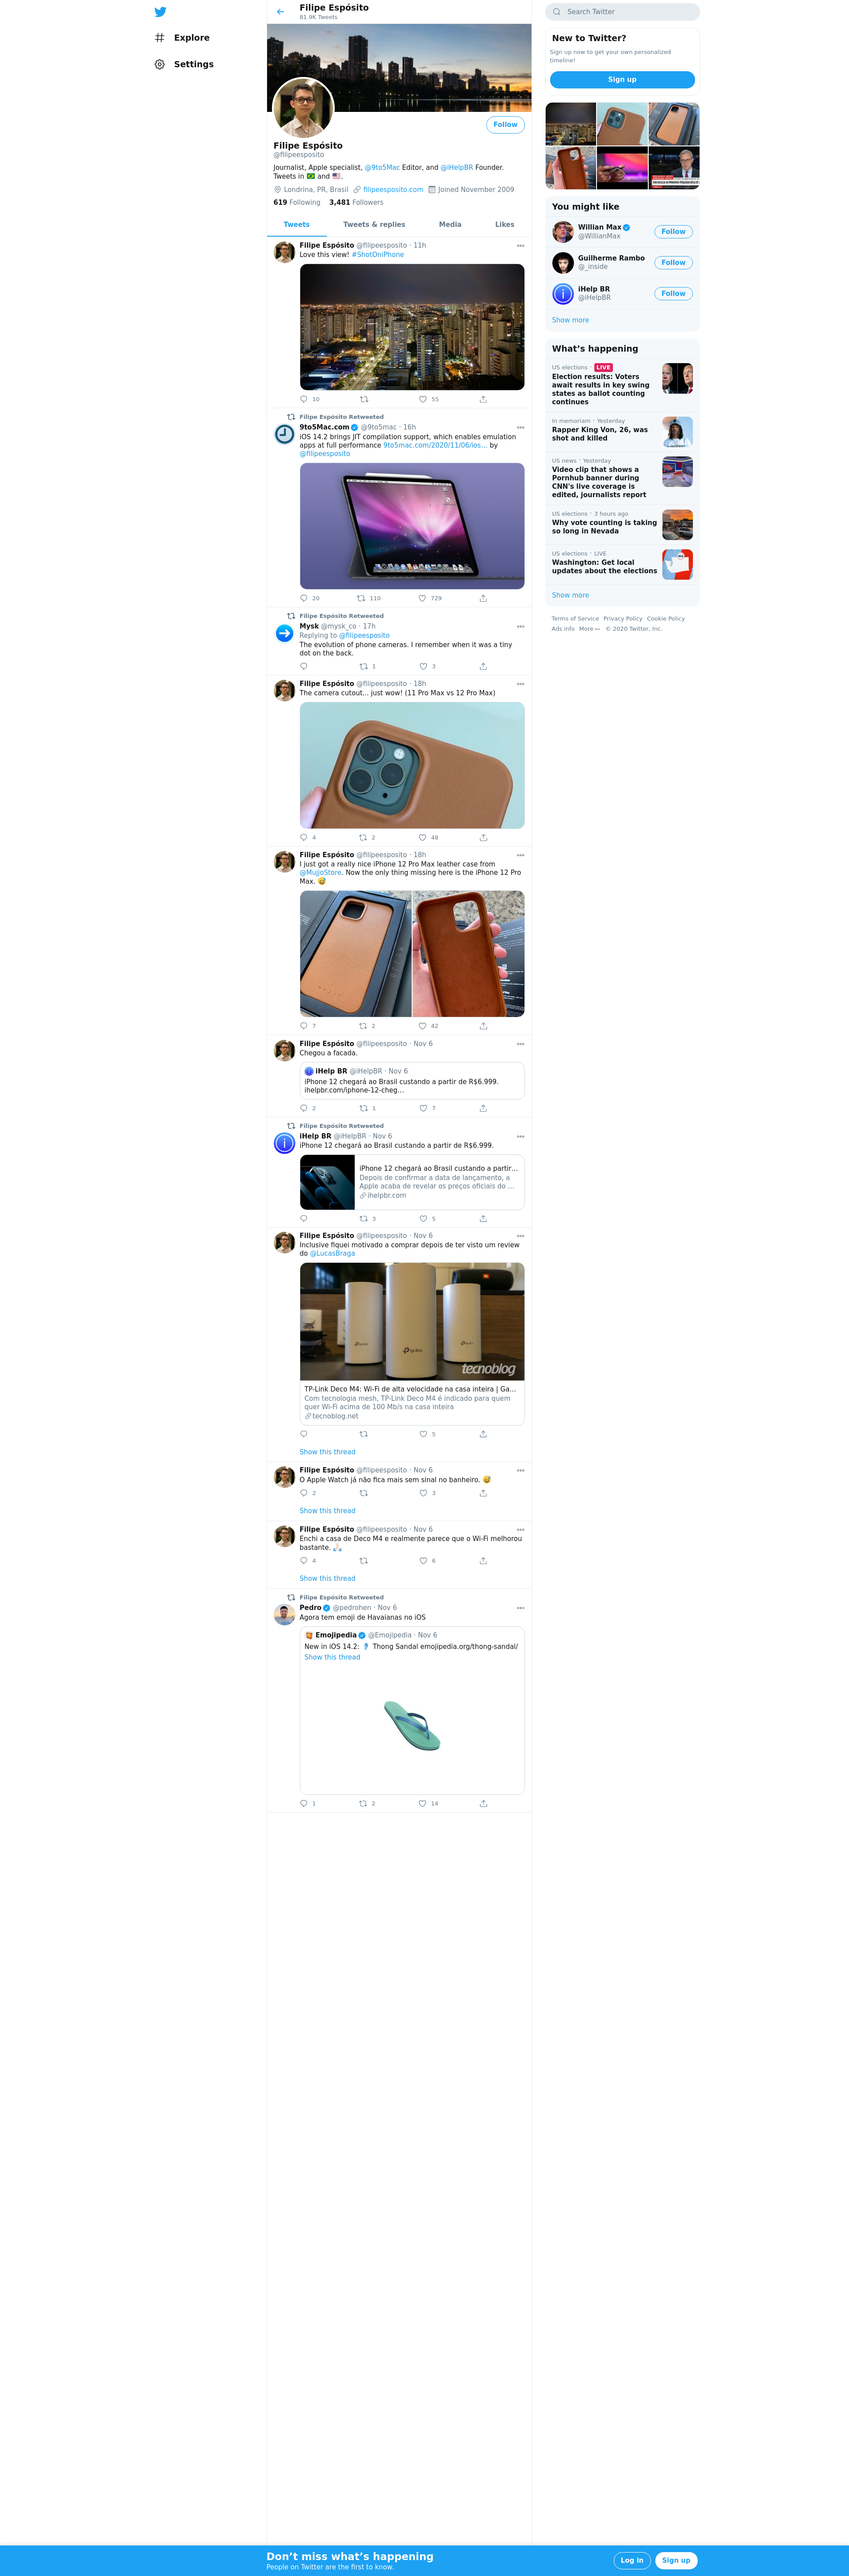 Explore
Settings
Filipe Espósito
81.9K Tweets
Follow
Filipe Espósito
@filipeesposito
Journalist, Apple specialist, @9to5Mac Editor, and @iHelpBR Founder.
Tweets in 🇧🇷 and 🇺🇸.
Londrina, PR, Brasil filipeesposito.com Joined November 2009
619 Following 3,481 Followers
Tweets Tweets & replies Media Likes
Filipe Espósito @filipeesposito · 11h
Love this view! #ShotOniPhone
10 55
Filipe Espósito Retweeted
9to5Mac.com @9to5mac · 16h
iOS 14.2 brings JIT compilation support, which enables emulation
apps at full performance 9to5mac.com/2020/11/06/ios… by
@filipeesposito
20 110 729
Filipe Espósito Retweeted
Mysk @mysk_co · 17h
Replying to @filipeesposito
The evolution of phone cameras. I remember when it was a tiny
dot on the back.
1 3
Filipe Espósito @filipeesposito · 18h
The camera cutout... just wow! (11 Pro Max vs 12 Pro Max)
4 2 48
Filipe Espósito @filipeesposito · 18h
I just got a really nice iPhone 12 Pro Max leather case from
@MujjoStore. Now the only thing missing here is the iPhone 12 Pro
Max. 😅
7 2 42
Filipe Espósito @filipeesposito · Nov 6
Chegou a facada.
iHelp BR @iHelpBR · Nov 6
iPhone 12 chegará ao Brasil custando a partir de R$6.999.
ihelpbr.com/iphone-12-cheg…
2 1 7
Filipe Espósito Retweeted
iHelp BR @iHelpBR · Nov 6
iPhone 12 chegará ao Brasil custando a partir de R$6.999.
iPhone 12 chegará ao Brasil custando a partir…
Depois de confirmar a data de lançamento, a
Apple acaba de revelar os preços oficiais do …
ihelpbr.com
3 5
Filipe Espósito @filipeesposito · Nov 6
Inclusive fiquei motivado a comprar depois de ter visto um review
do @LucasBraga
tp-link
tecnoblog
TP-Link Deco M4: Wi-Fi de alta velocidade na casa inteira | Ga…
Com tecnologia mesh, TP-Link Deco M4 é indicado para quem
quer Wi-Fi acima de 100 Mb/s na casa inteira
tecnoblog.net
5
Show this thread
Filipe Espósito @filipeesposito · Nov 6
O Apple Watch já não fica mais sem sinal no banheiro. 😅
2 3
Show this thread
Filipe Espósito @filipeesposito · Nov 6
Enchi a casa de Deco M4 e realmente parece que o Wi-Fi melhorou
bastante. 🙏🏻
4 6
Show this thread
Filipe Espósito Retweeted
Pedro @pedrohen · Nov 6
Agora tem emoji de Havaianas no iOS
Emojipedia @Emojipedia · Nov 6
New in iOS 14.2: 🩴 Thong Sandal emojipedia.org/thong-sandal/
Show this thread
1 2 14
Search Twitter
New to Twitter?
Sign up now to get your own personalized
timeline!
Sign up
You might like
Willian Max
@WillianMax
Follow
Guilherme Rambo
@_inside
Follow
iHelp BR
@iHelpBR
Follow
Show more
What's happening
US elections · LIVE
Election results: Voters
await results in key swing
states as ballot counting
continues
In memoriam · Yesterday
Rapper King Von, 26, was
shot and killed
US news · Yesterday
Video clip that shows a
Pornhub banner during
CNN's live coverage is
edited, journalists report
US elections · 3 hours ago
Why vote counting is taking
so long in Nevada
US elections · LIVE
Washington: Get local
updates about the elections
Show more
Terms of Service Privacy Policy Cookie Policy
Ads info More ••• © 2020 Twitter, Inc.
Don't miss what's happening
People on Twitter are the first to know.
Log in Sign up